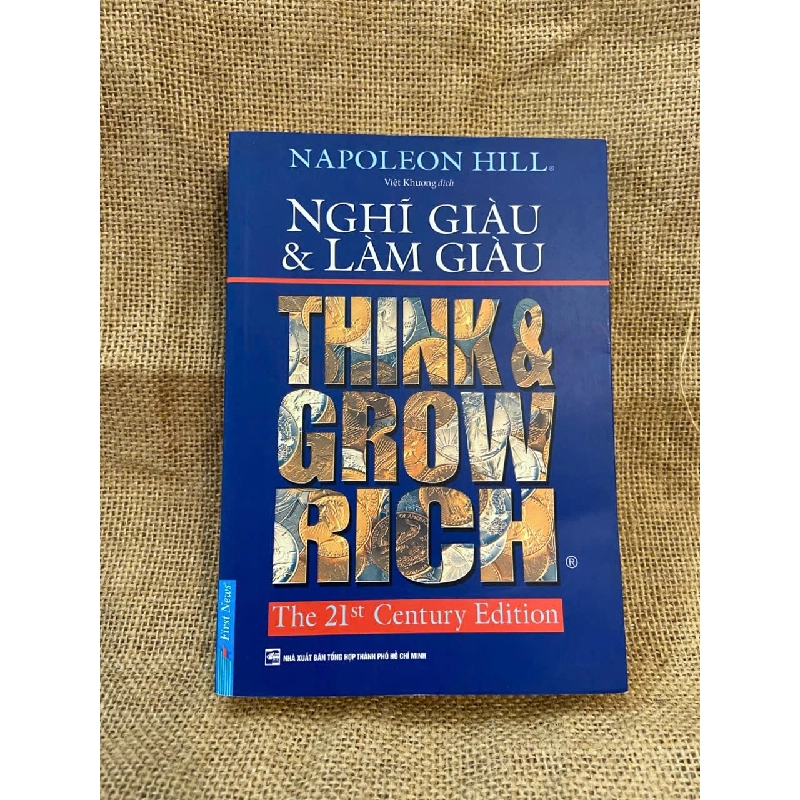 NAPOLEON HILL®
Việt Khương dịch
NGHĨ GIÀU
& LÀM GIÀU
THINK &
GROW
RICH®
The 21st Century Edition
First News
NHÀ XUẤT BẢN TỔNG HỢP THÀNH PHỐ HỒ CHÍ MINH